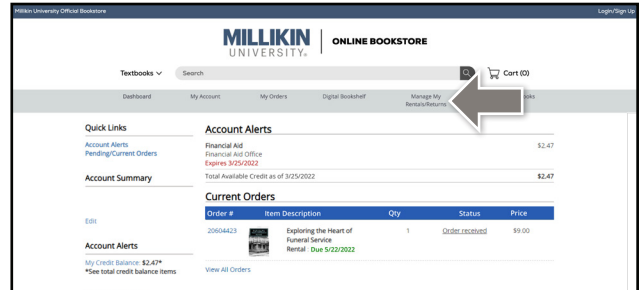 Millikin University Official Bookstore
Login/Sign Up
MILLIKIN
UNIVERSITY®
ONLINE BOOKSTORE
Textbooks
Search
Cart (0)
Dashboard
My Account
My Orders
Digital Bookshelf
Manage My
Rentals/Returns
Quick Links
Account Alerts
Pending/Current Orders
Account Summary
Edit
Account Alerts
My Credit Balance: $2.47*
*See total credit balance items
Account Alerts
Financial Aid $2.47
Financial Aid Office
Expires 3/25/2022
Total Available Credit as of 3/25/2022 $2.47
Current Orders
Order # Item Description Qty Status Price
20604423 Exploring the Heart of 1 Order received $9.00
Funeral Service
Rental : Due 5/22/2022
View All Orders